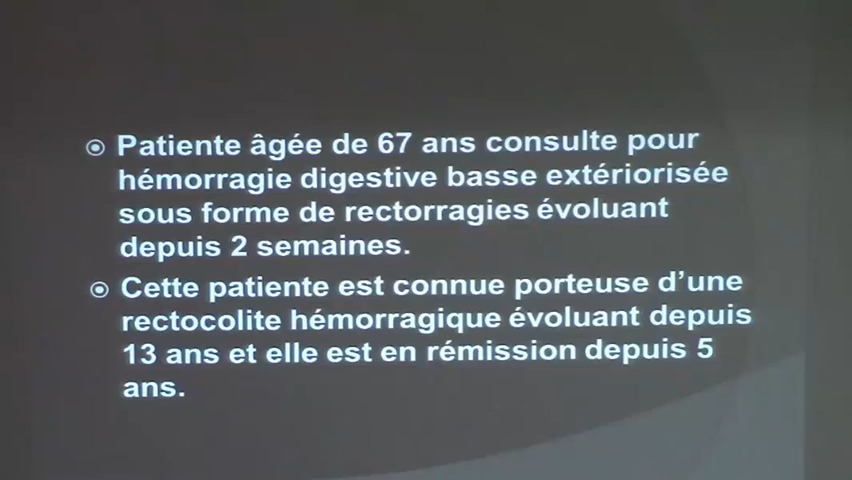 Patiente âgée de 67 ans consulte pour
hémorragie digestive basse extériorisée
sous forme de rectorragies évoluant
depuis 2 semaines.
Cette patiente est connue porteuse d'une
rectocolite hémorragique évoluant depuis
13 ans et elle est en rémission depuis 5
ans.